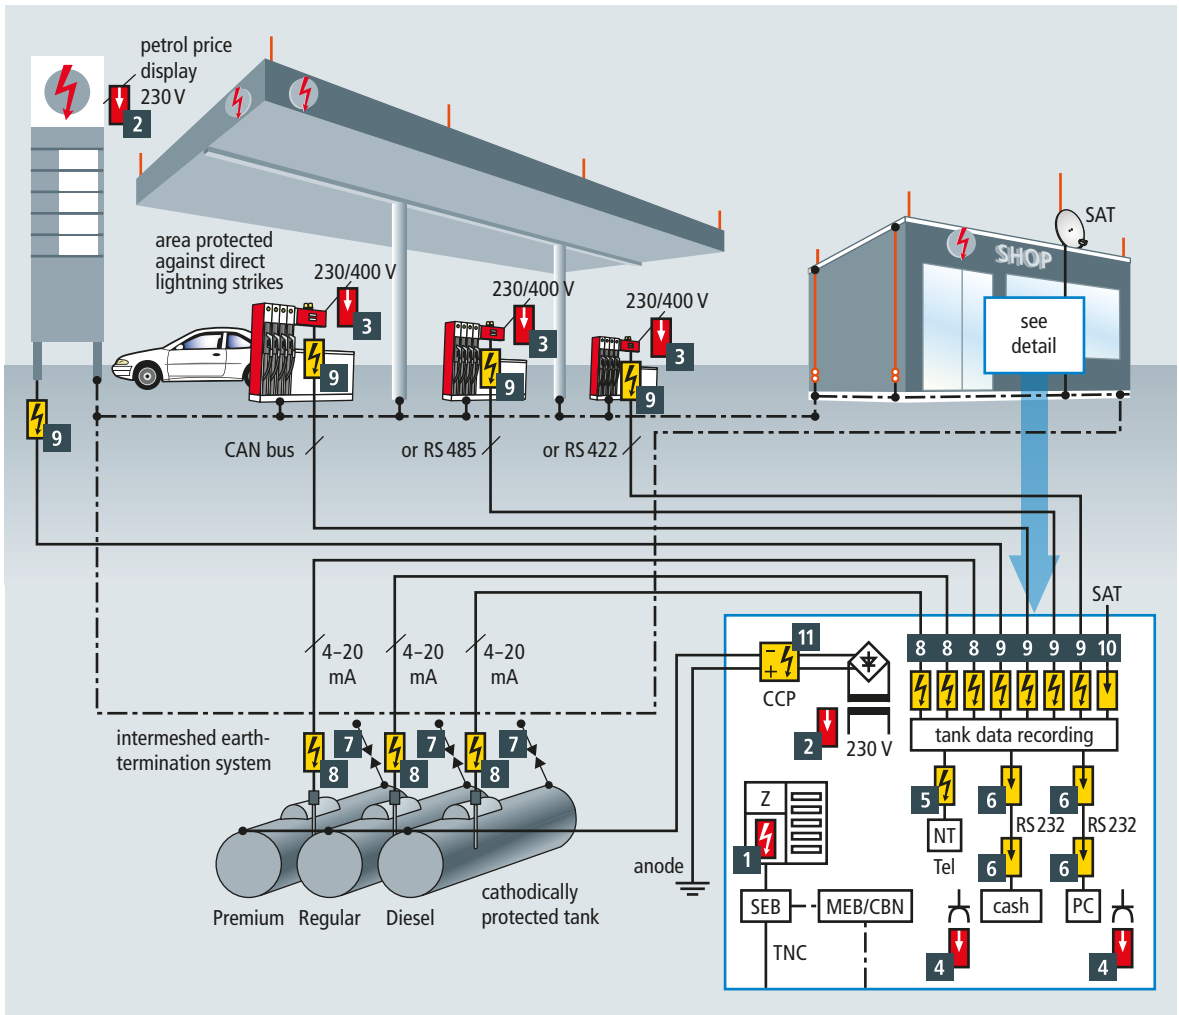 petrol price
display
230 V
2
area protected
against direct
lightning strikes
230/400 V
3
9
230/400 V
3
9
230/400 V
3
9
SAT
SHOP
see
detail
9
CAN bus
or RS 485
or RS 422
SAT
4–20
mA
4–20
mA
4–20
mA
intermeshed earth-
termination system
7
7
7
8
8
8
Premium
Regular
Diesel
cathodically
protected tank
anode
11
CCP
2
230 V
8
8
8
9
9
9
9
10
tank data recording
5
6
6
NT
Tel
RS 232
RS 232
6
6
cash
PC
4
4
Z
1
SEB
MEB/CBN
TNC